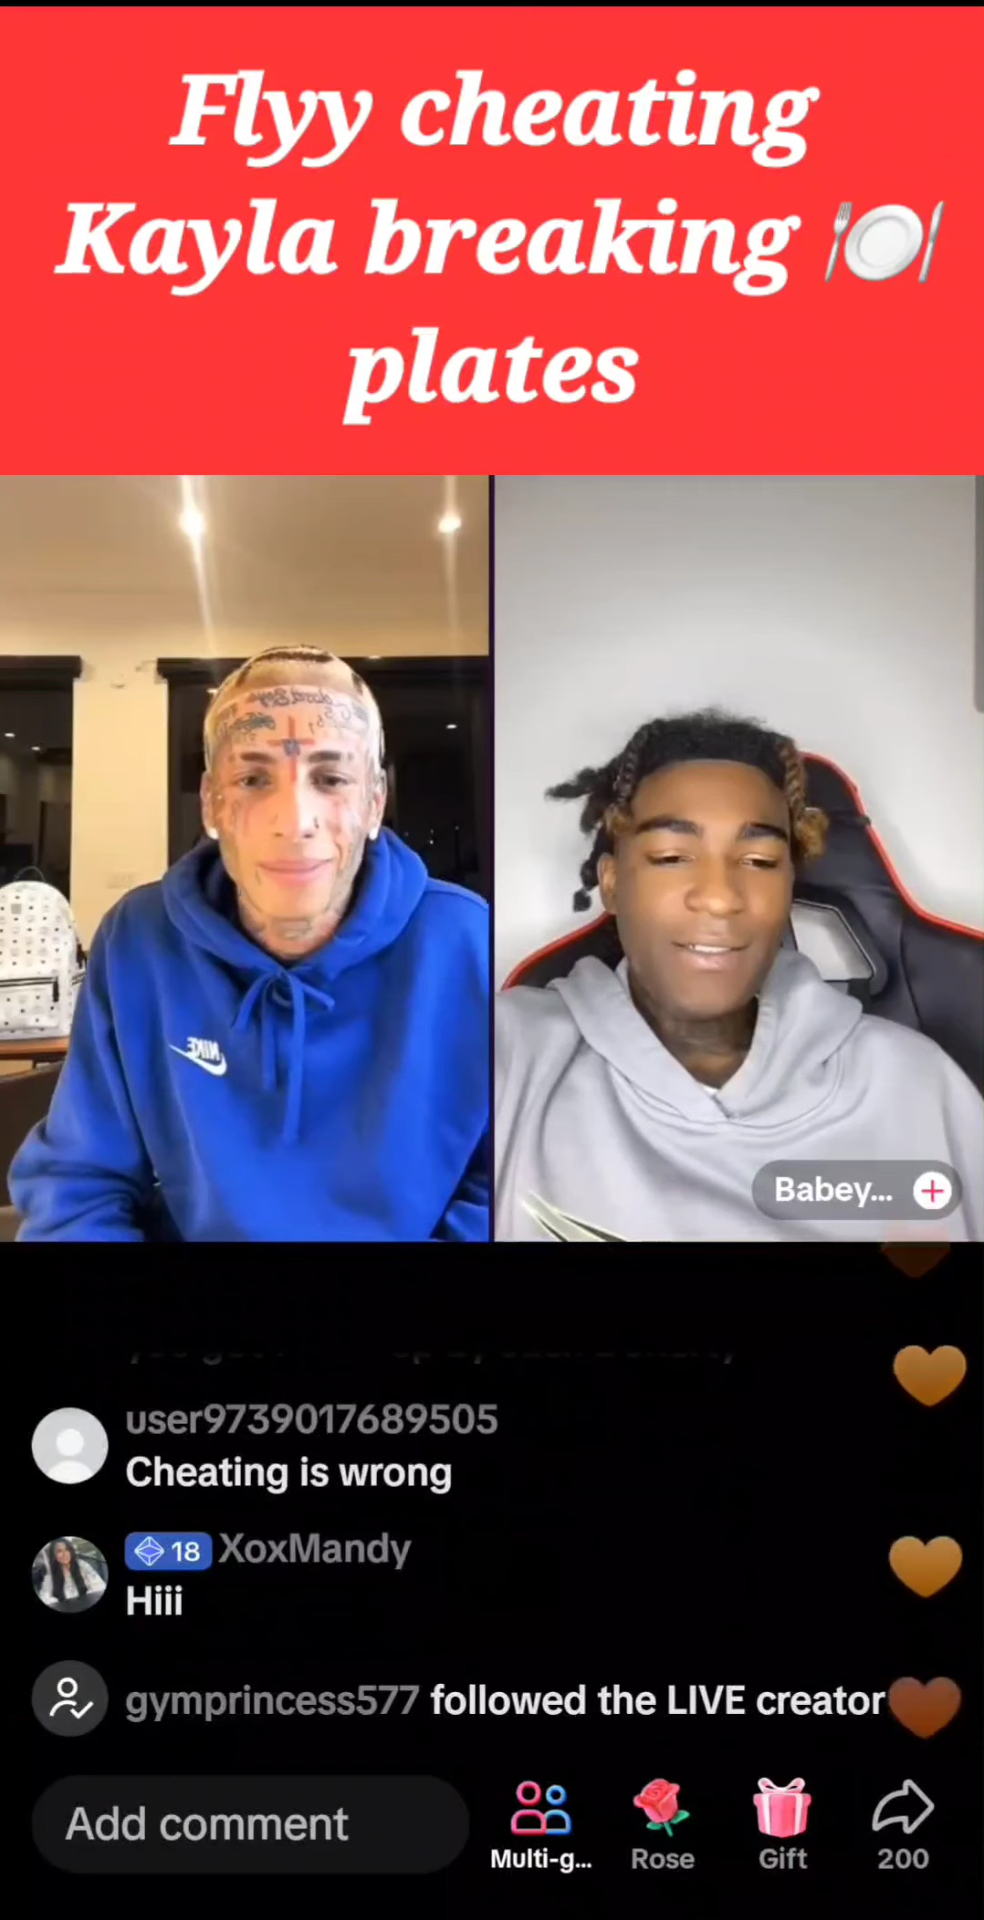 Flyy cheating
Kayla breaking 🍽
plates
NIKE
Babey...
user9739017689505
Cheating is wrong
18 XoxMandy
Hiii
gymprincess577 followed the LIVE creator
Add comment
Multi-g...
Rose
Gift
200